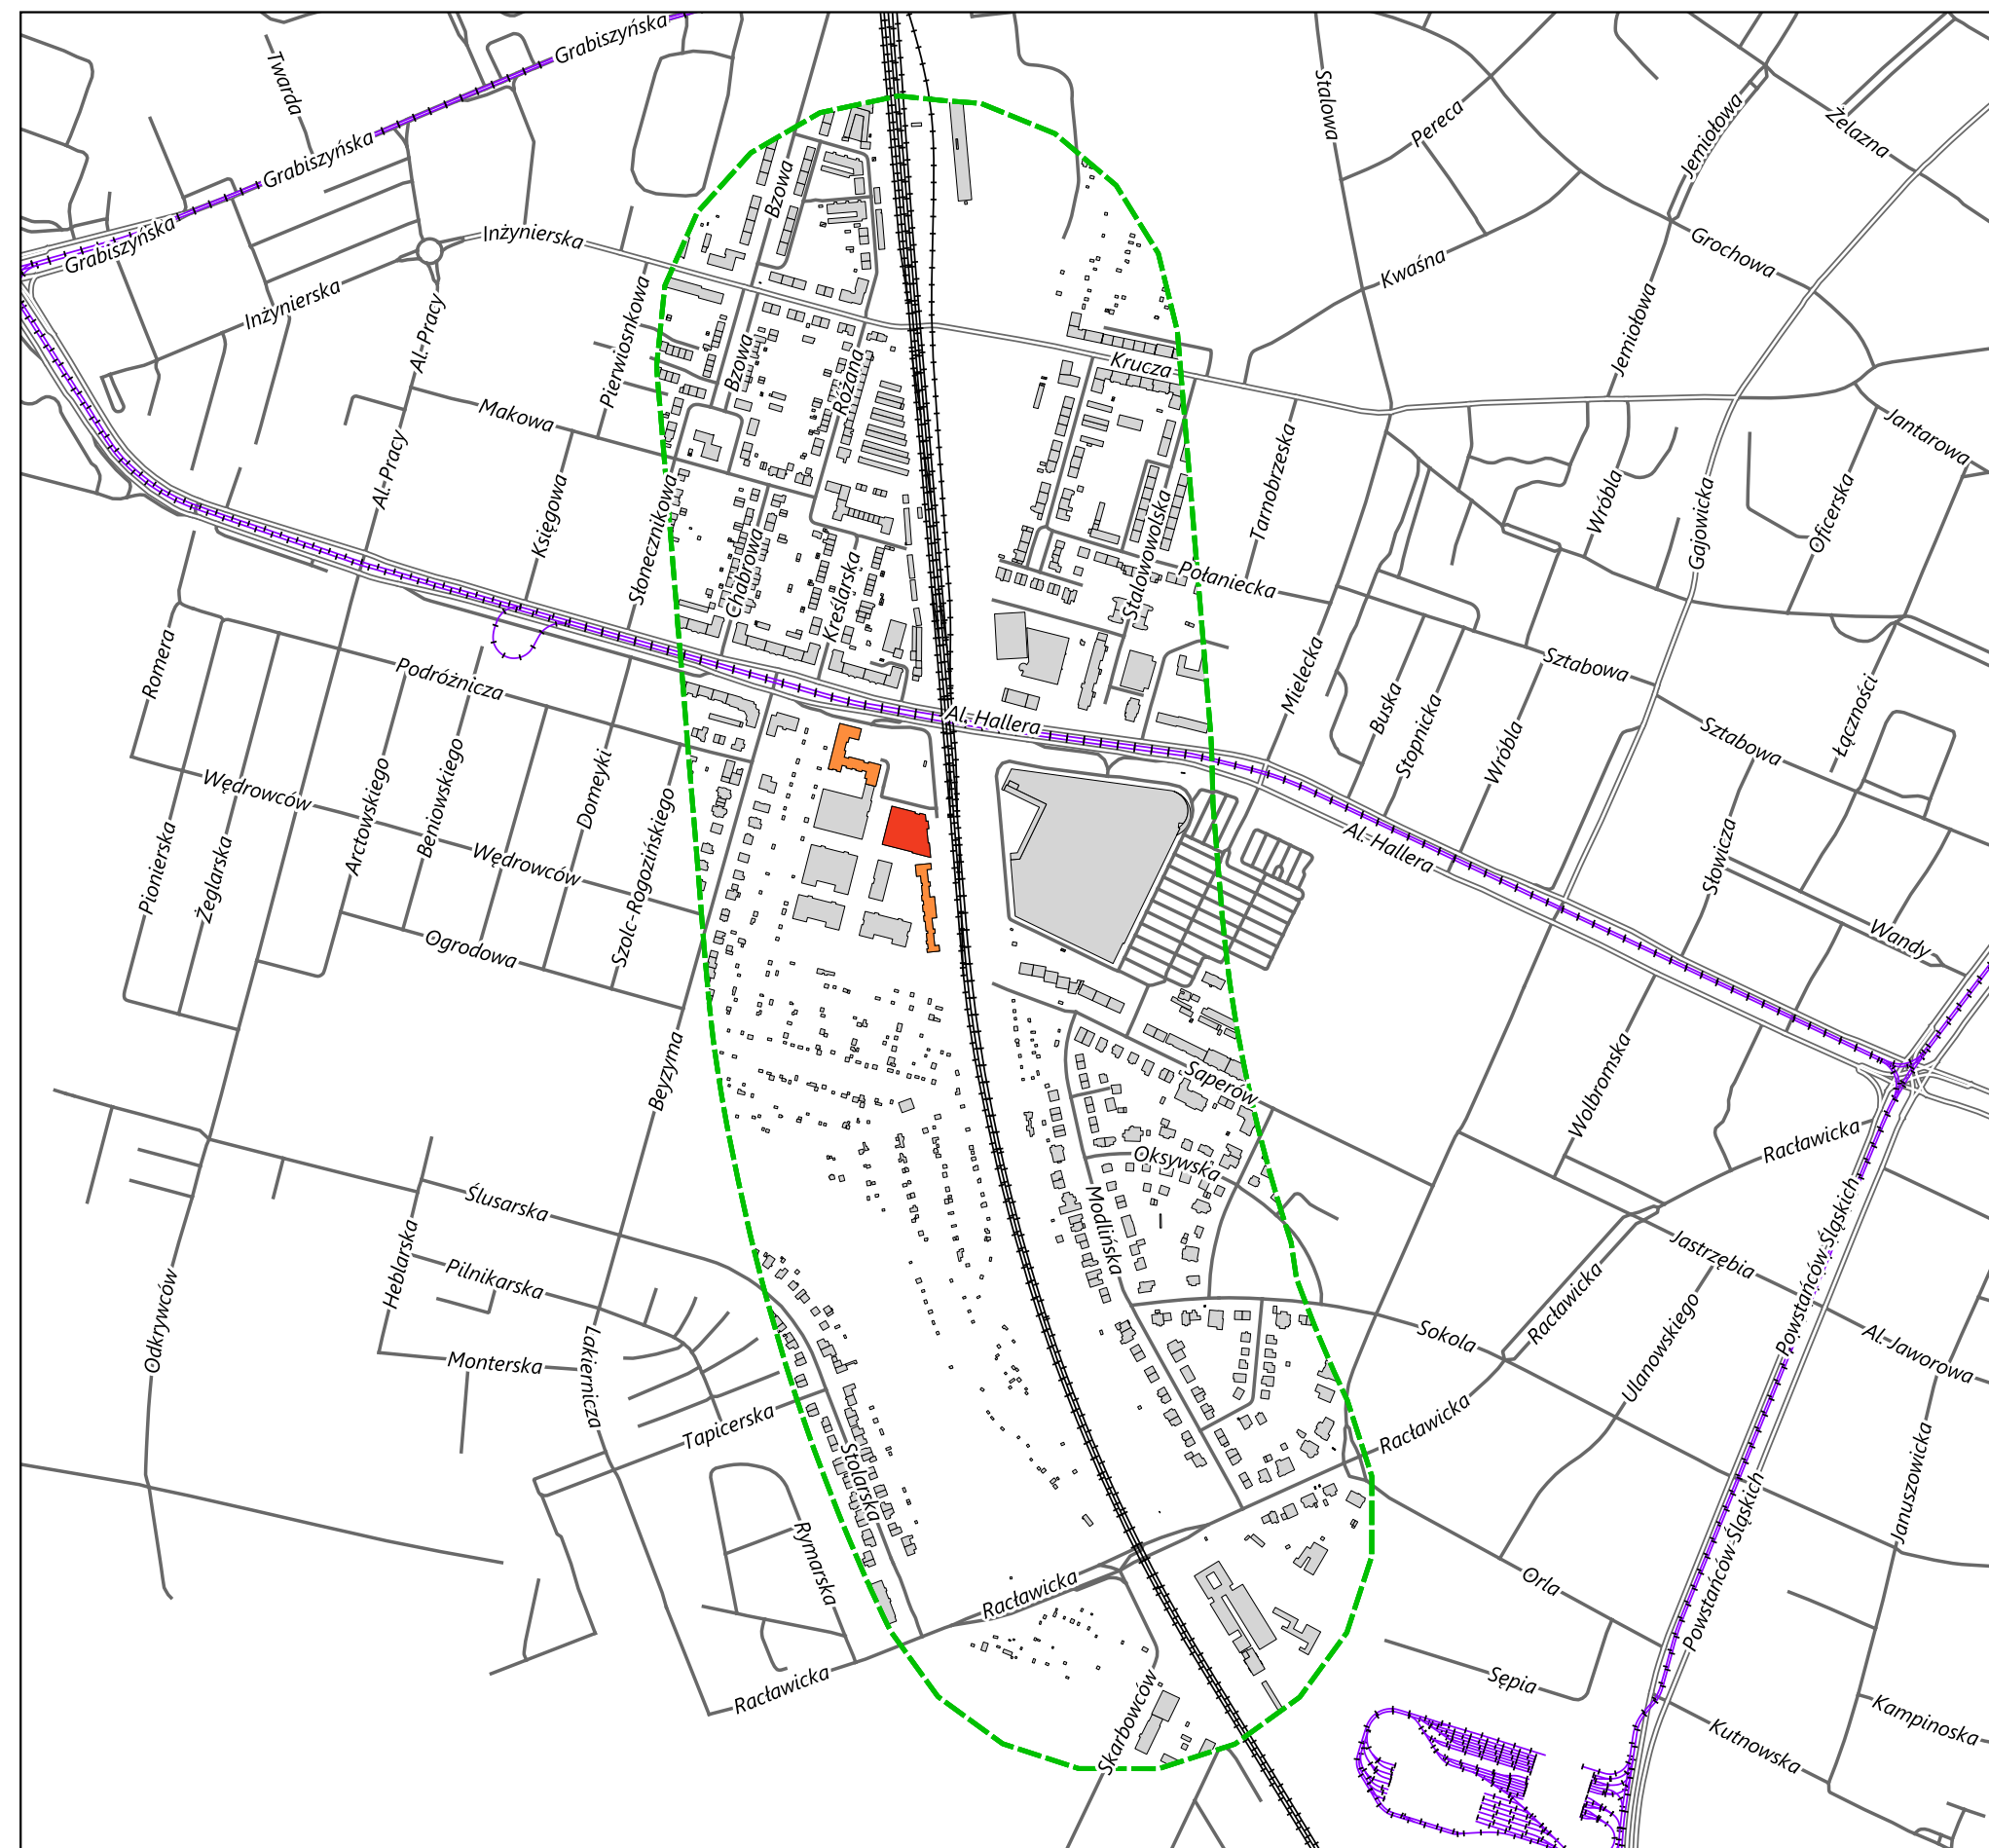 Grabiszyńska
Twarda
Grabiszyńska
Grabiszyńska
Stalowa
Pereca
Jemiołowa
Żelazna
Bzowa
Inżynierska
Inżynierska
Al. Pracy
Pierwiosnkowa
Grochowa
Kwaśna
Jemiołowa
Krucza
Bzowa
Różana
Makowa
Al. Pracy
Księgowa
Słonecznikowa
Chabrowa
Kreślarska
Stalowowolska
Połaniecka
Tarnobrzeska
Wróbla
Gajowicka
Oficerska
Jantarowa
Romera
Podróżnicza
Al. Hallera
Mielecka
Buska
Stopnicka
Wróbla
Sztabowa
Sztabowa
Łączności
Wędrowców
Pionierska
Żeglarska
Arctowskiego
Beniowskiego
Domeyki
Wędrowców
Szolc-Rogozińskiego
Ogrodowa
Al. Hallera
Słowicza
Wandy
Beyzyma
Saperów
Wolbromska
Racławicka
Oksywska
Modlińska
Ślusarska
Heblarska
Pilnikarska
Odkrywców
Monterska
Lakiernicza
Tapicerska
Stolarska
Rymarska
Jastrzębia
Powstańców Śląskich
Racławicka
Sokola
Ulanowskiego
Al. Jaworowa
Racławicka
Januszowicka
Powstańców Śląskich
Racławicka
Orla
Racławicka
Skarbowców
Sępia
Kutnowska
Kampinoska